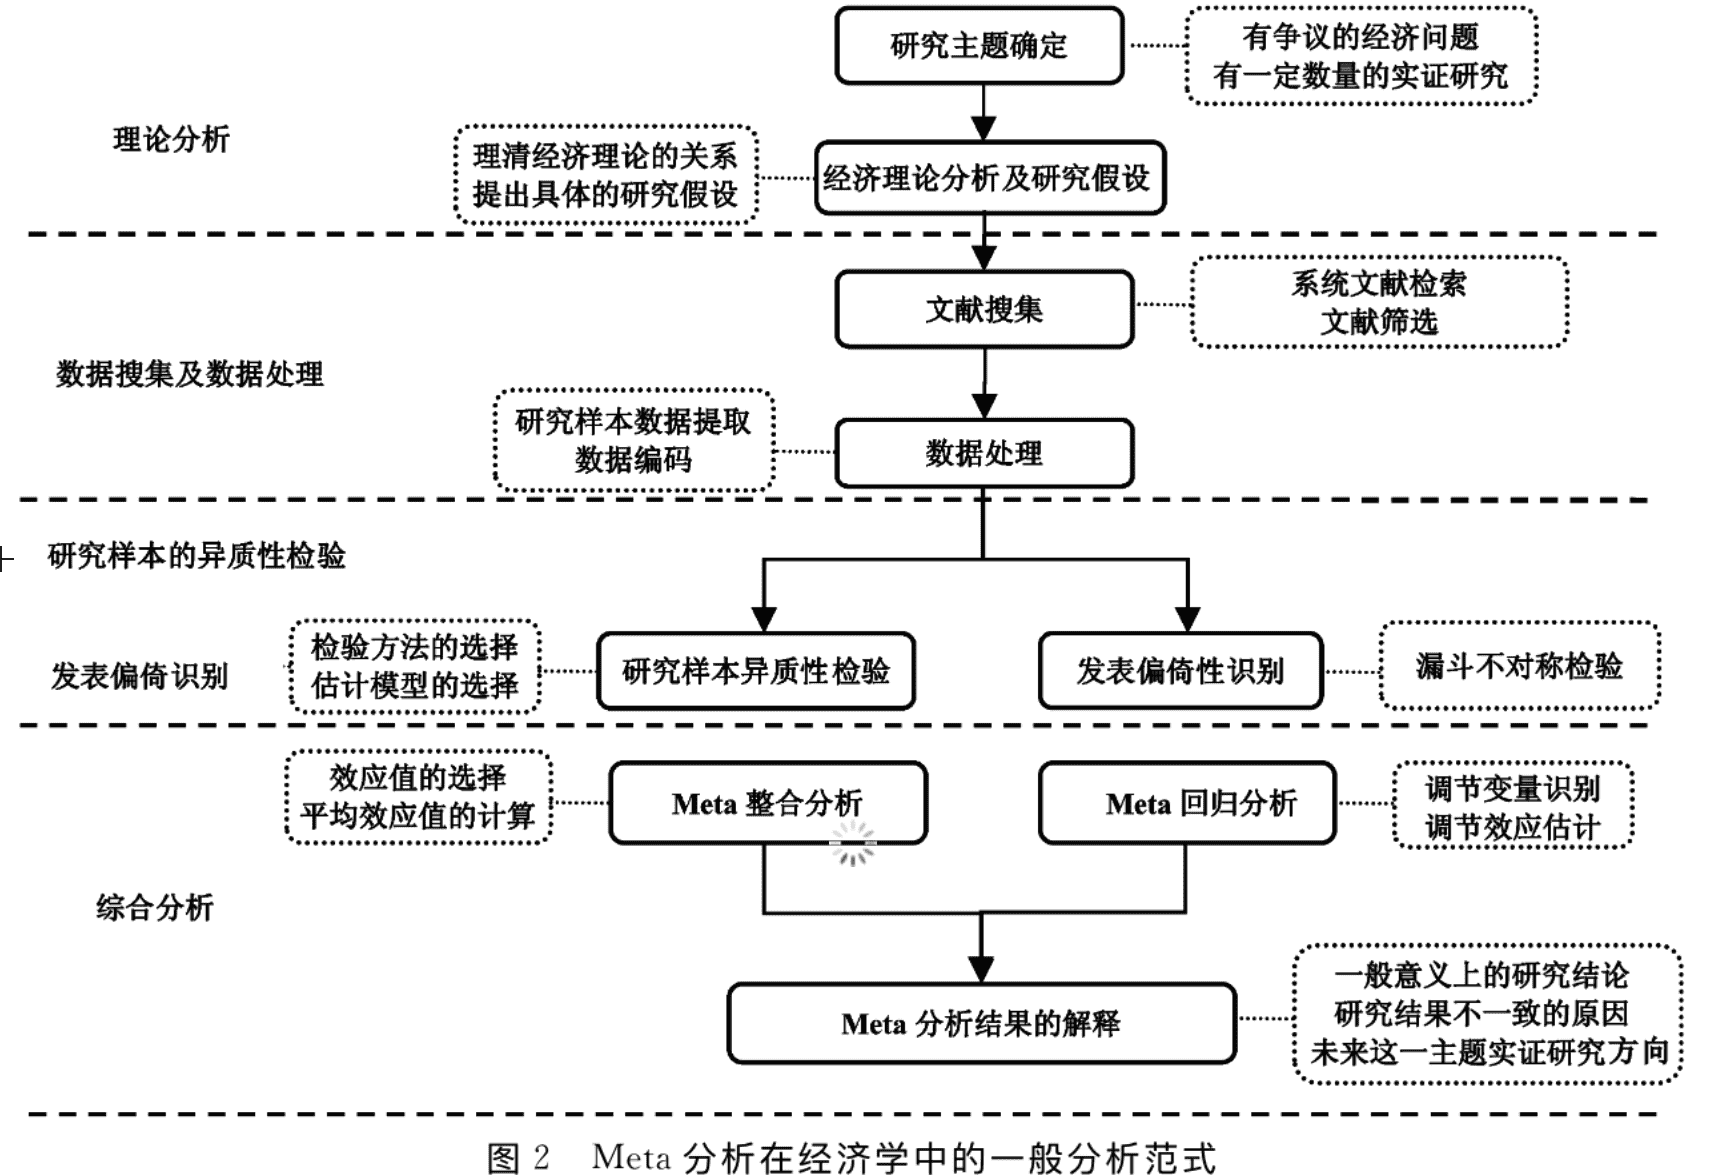 研究主题确定
有争议的经济问题
有一定数量的实证研究
理论分析
理清经济理论的关系
提出具体的研究假设
经济理论分析及研究假设
文献搜集
系统文献检索
文献筛选
数据搜集及数据处理
研究样本数据提取
数据编码
数据处理
研究样本的异质性检验
发表偏倚识别
检验方法的选择
估计模型的选择
研究样本异质性检验
发表偏倚性识别
漏斗不对称检验
效应值的选择
平均效应值的计算
Meta 整合分析
Meta 回归分析
调节变量识别
调节效应估计
综合分析
Meta 分析结果的解释
一般意义上的研究结论
研究结果不一致的原因
未来这一主题实证研究方向
图 2 Meta 分析在经济学中的一般分析范式